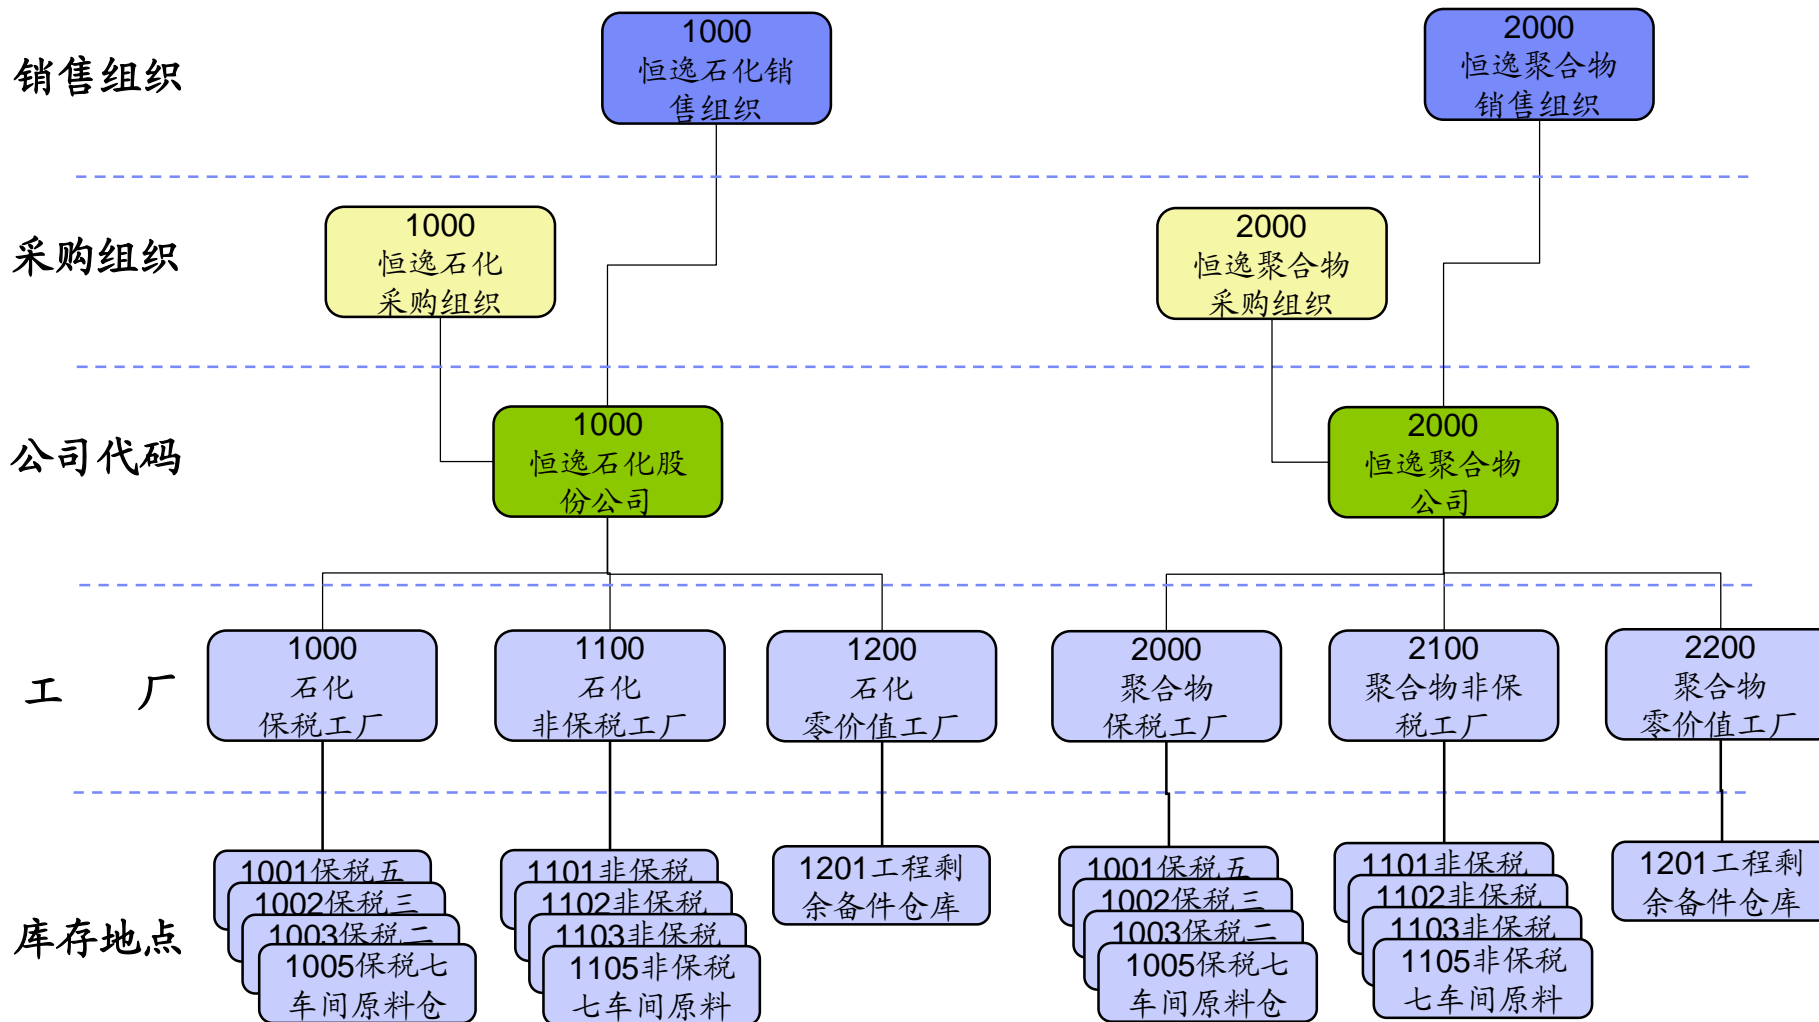 销售组织
1000
恒逸石化销
售组织
2000
恒逸聚合物
销售组织
采购组织
1000
恒逸石化
采购组织
2000
恒逸聚合物
采购组织
公司代码
1000
恒逸石化股
份公司
2000
恒逸聚合物
公司
工 厂
1000
石化
保税工厂
1100
石化
非保税工厂
1200
石化
零价值工厂
2000
聚合物
保税工厂
2100
聚合物非保
税工厂
2200
聚合物
零价值工厂
库存地点
1001保税五
1002保税三
1003保税二
1005保税七
车间原料仓
1101非保税
1102非保税
1103非保税
1105非保税
七车间原料
1201工程剩
余备件仓库
1001保税五
1002保税三
1003保税二
1005保税七
车间原料仓
1101非保税
1102非保税
1103非保税
1105非保税
七车间原料
1201工程剩
余备件仓库